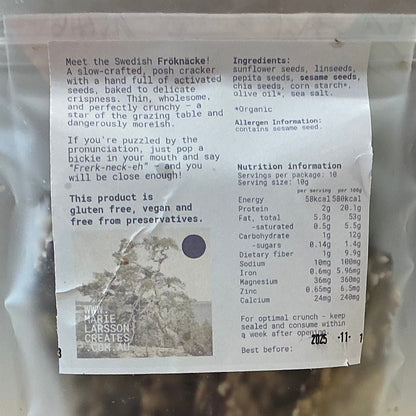 Meet the Swedish Fröknäcke!
A slow-crafted, posh cracker
with a hand full of activated
seeds, baked to delicate
crispness. Thin, wholesome,
and perfectly crunchy – a
star of the grazing table and
dangerously moreish.
If you're puzzled by the
pronunciation, just pop a
bickie in your mouth and say
"Frerk-neck-eh" – and you
will be close enough!
This product is
gluten free, vegan and
free from preservatives.
WWW.
MARIE
LARSSON
CREATES
.COM.AU
Ingredients:
sunflower seeds, linseeds,
pepita seeds, sesame seeds,
chia seeds, corn starch*,
olive oil*, sea salt.
*Organic
Allergen Information:
contains sesame seed.
Nutrition information
Servings per package: 10
Serving size: 10g
per serving per 100g
Energy 58kcal 580kcal
Protein 2g 20.1g
Fat, total 5.3g 53g
-saturated 0.5g 5.5g
Carbohydrate 1g 12g
-sugars 0.14g 1.4g
Dietary fiber 1g 9.9g
Sodium 10mg 100mg
Iron 0.6mg 5.96mg
Magnesium 36mg 360mg
Zinc 0.65mg 6.5mg
Calcium 24mg 240mg
For optimal crunch – keep
sealed and consume within
a week after opening.
Best before: 2025 -11-